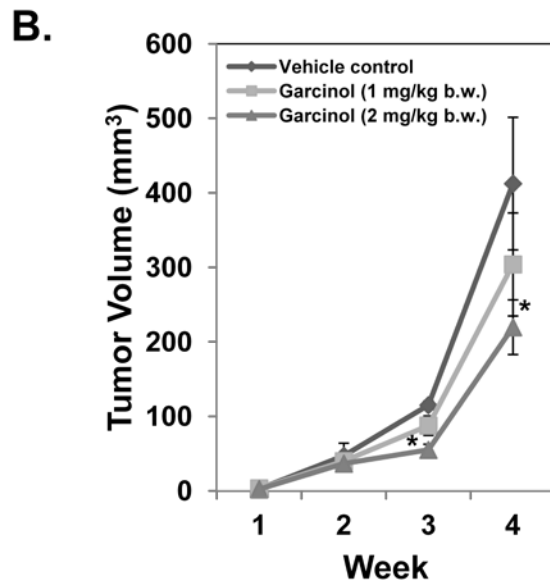 B.
600
500
400
300
200
100
0
Tumor Volume (mm³)
Vehicle control
Garcinol (1 mg/kg b.w.)
Garcinol (2 mg/kg b.w.)
*
*
1 2 3 4
Week